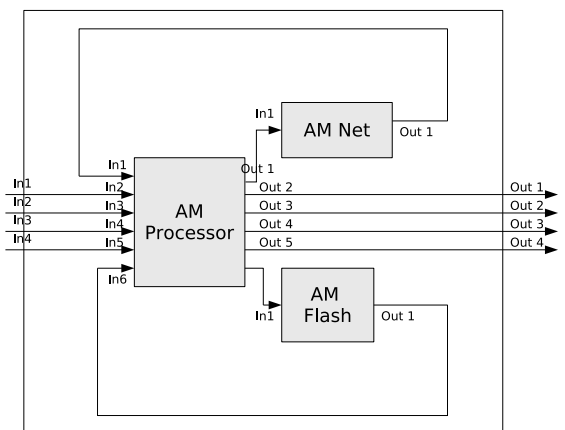 In1
AM Net
Out 1
In1
Out 1
In1
In2
In3
In4
In1
In2
In3
In4
In5
In6
AM
Processor
Out 2
Out 3
Out 4
Out 5
Out 1
Out 2
Out 3
Out 4
AM
Flash
In1
Out 1